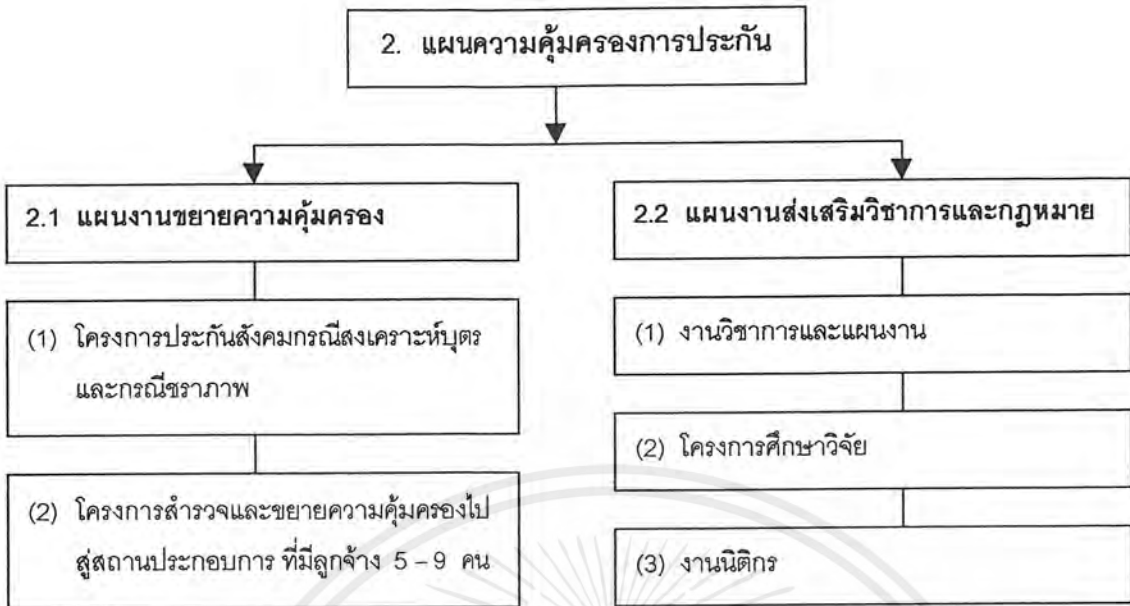 2. แผนความคุ้มครองการประกัน
2.1 แผนงานขยายความคุ้มครอง
(1) โครงการประกันสังคมกรณีสงเคราะห์บุตร
และกรณีชราภาพ
(2) โครงการสำรวจและขยายความคุ้มครองไป
สู่สถานประกอบการ ที่มีลูกจ้าง 5 – 9 คน
2.2 แผนงานส่งเสริมวิชาการและกฎหมาย
(1) งานวิชาการและแผนงาน
(2) โครงการศึกษาวิจัย
(3) งานนิติกร